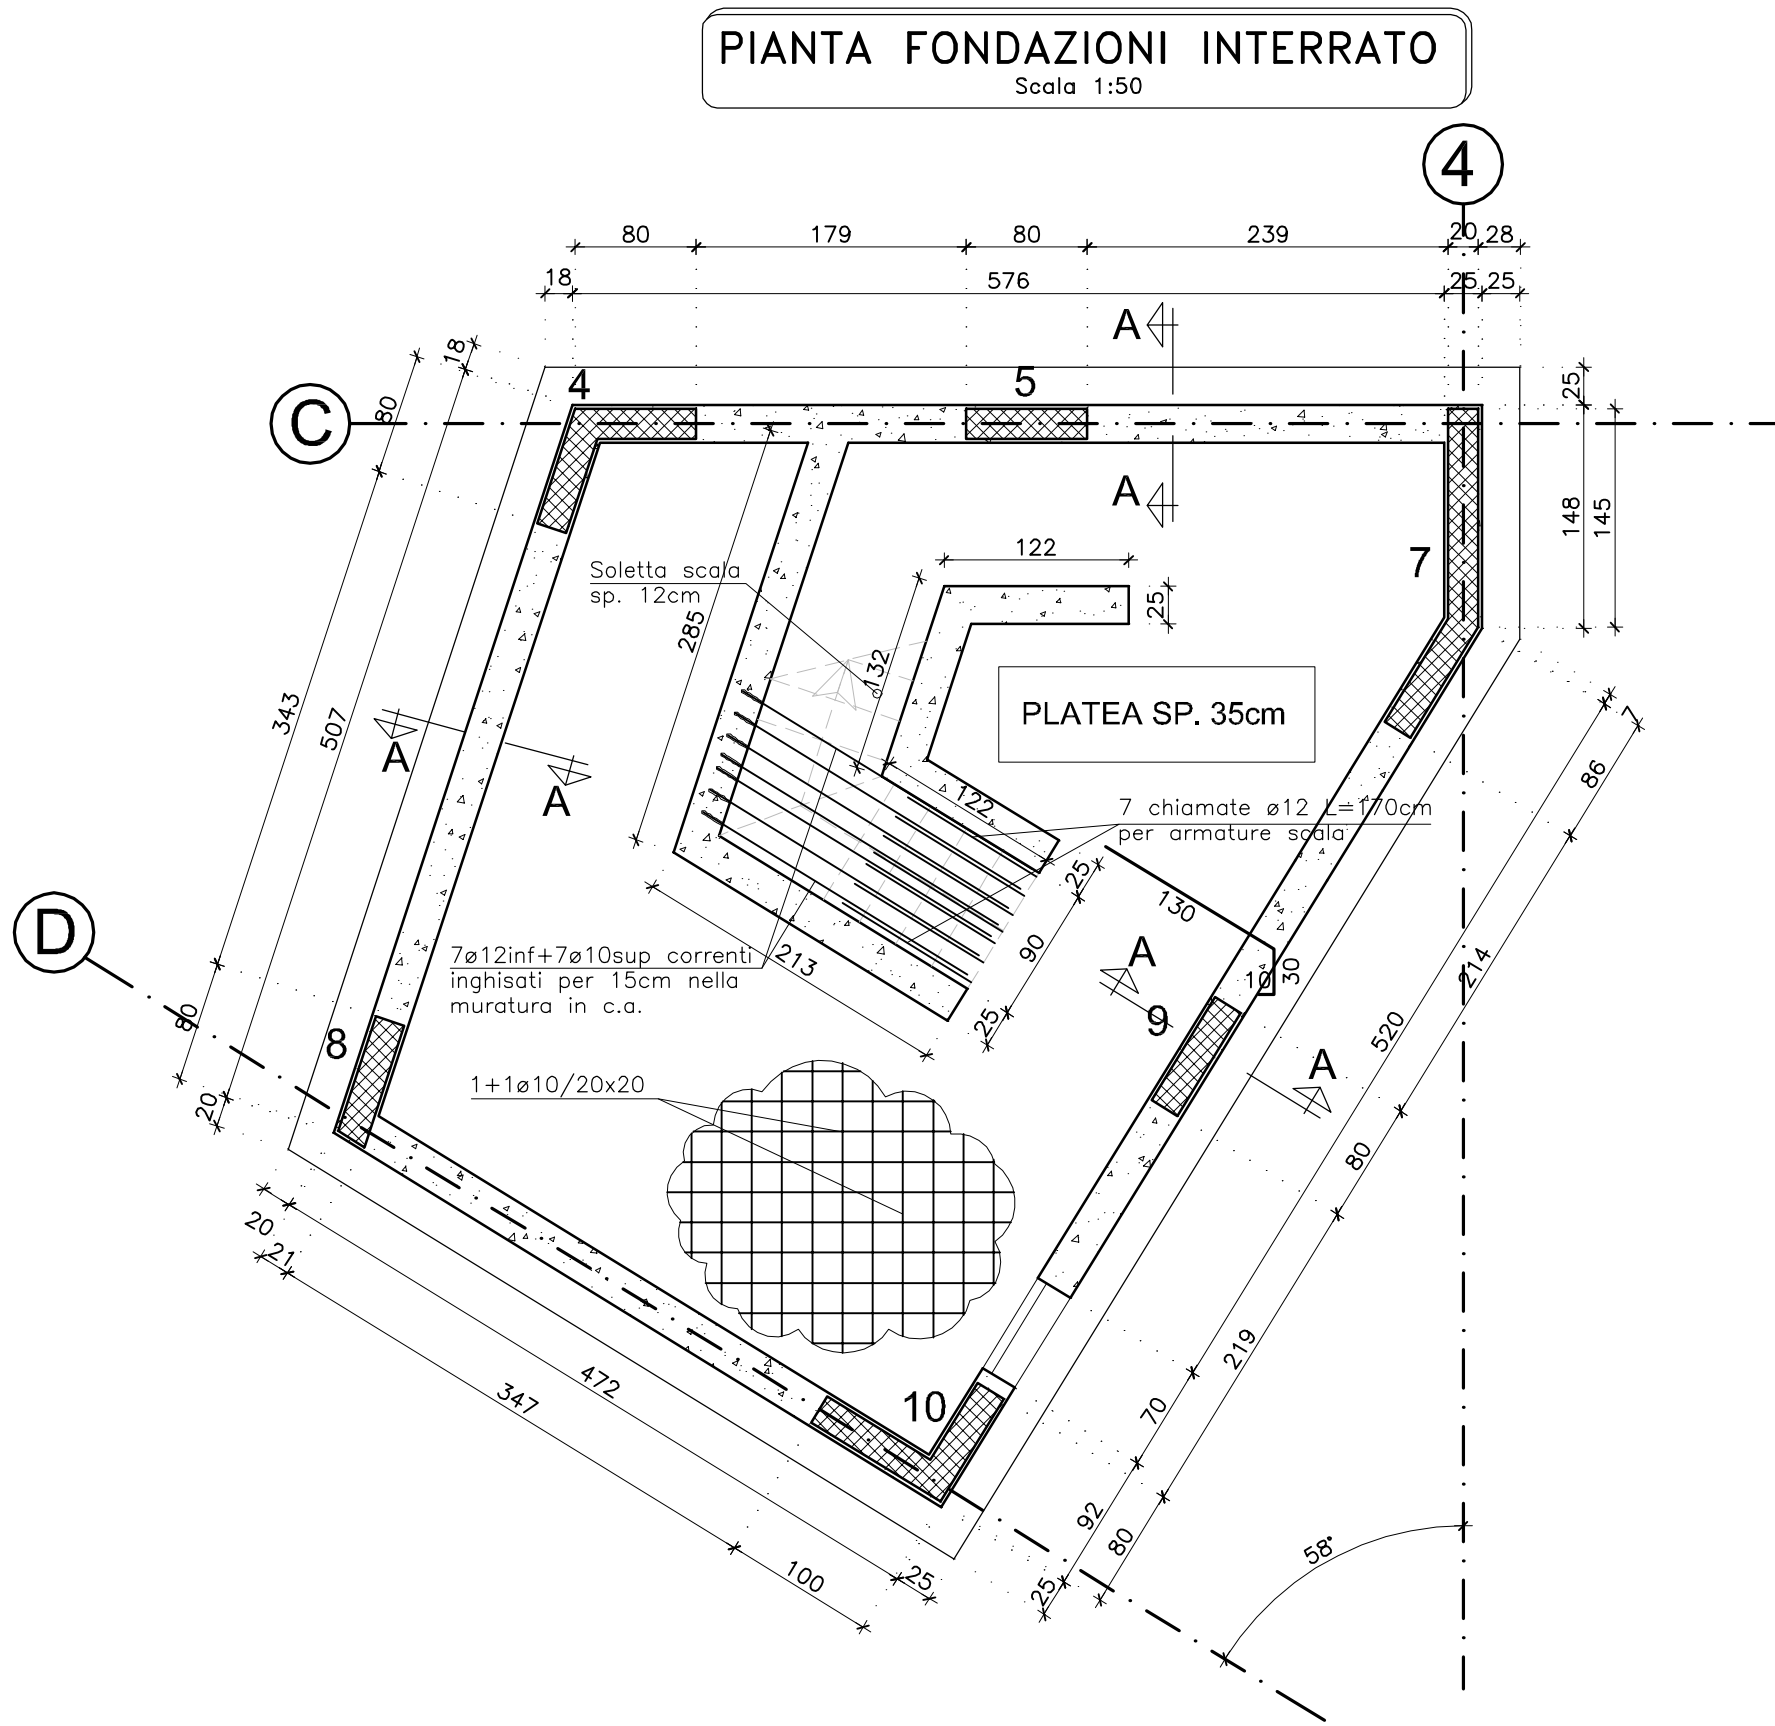 PIANTA FONDAZIONI INTERRATO
Scala 1:50
4
80
179
80
239
20
28
18
576
25
25
A
18
80
4
5
25
C
A
148
145
7
122
Soletta scala
sp. 12cm
25
285
132
343
507
PLATEA SP. 35cm
7
A
A
86
122
7 chiamate ø12 L=170cm
per armature scala
25
130
D
90
A
214
7ø12inf+7ø10sup correnti
inghisati per 15cm nella
muratura in c.a.
213
10
30
80
8
25
9
520
A
1+1ø10/20x20
20
80
20
21
219
472
347
10
70
92
80
58°
100
25
25